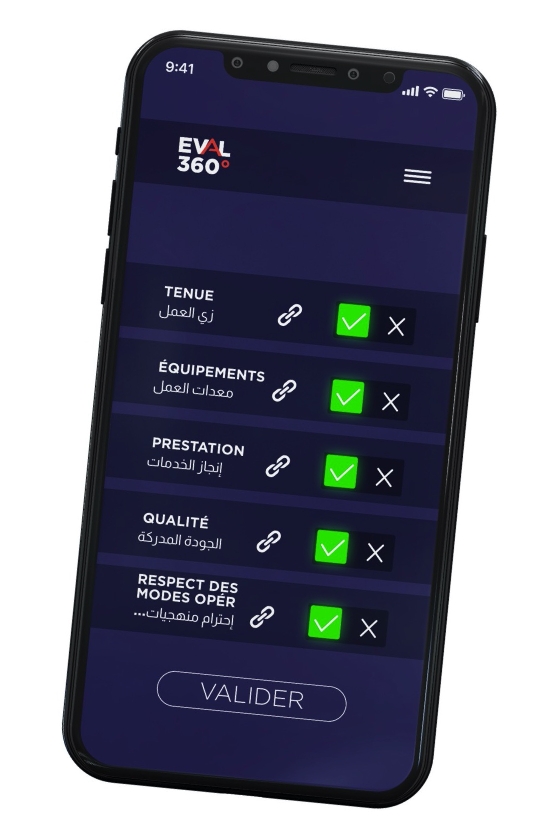 9:41
EVAL
360°
TENUE
زي العمل
ÉQUIPEMENTS
معدات العمل
PRESTATION
إنجاز الخدمات
QUALITÉ
الجودة المدركة
RESPECT DES
MODES OPÉR
إحترام منهجيات...
VALIDER